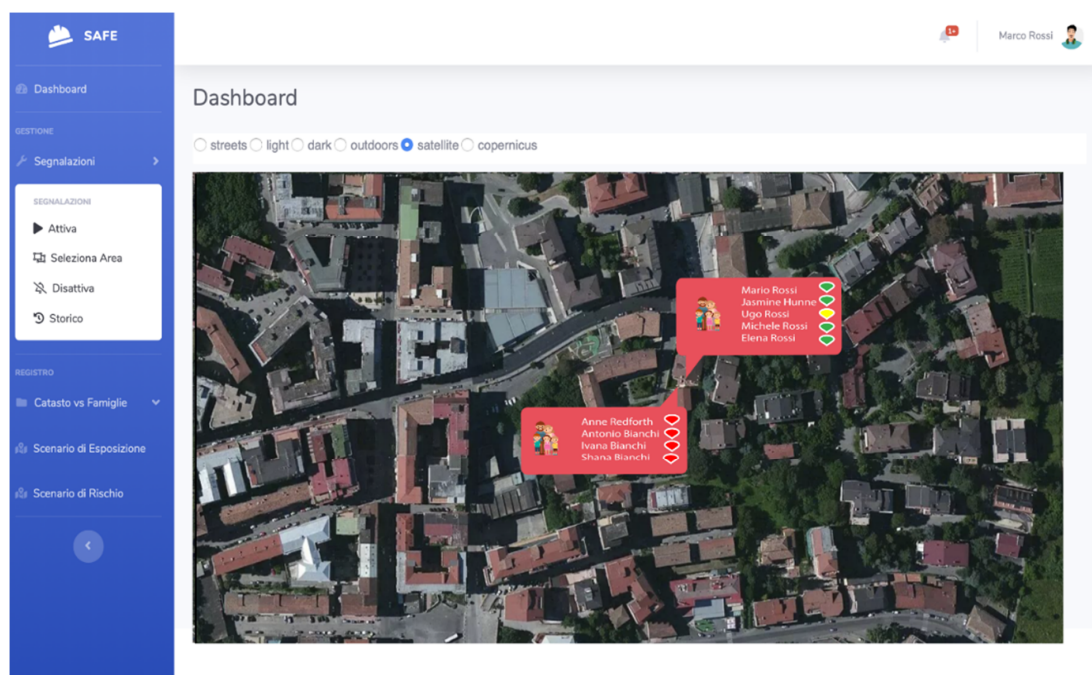 SAFE
1+
Marco Rossi
Dashboard
GESTIONE
Segnalazioni
SEGNALAZIONI
Attiva
Seleziona Area
Disattiva
Storico
REGISTRO
Catasto vs Famiglie
Scenario di Esposizione
Scenario di Rischio
Dashboard
streets light dark outdoors satellite copernicus
Mario Rossi
Jasmine Hunne
Ugo Rossi
Michele Rossi
Elena Rossi
Anne Redforth
Antonio Bianchi
Ivana Bianchi
Shana Bianchi